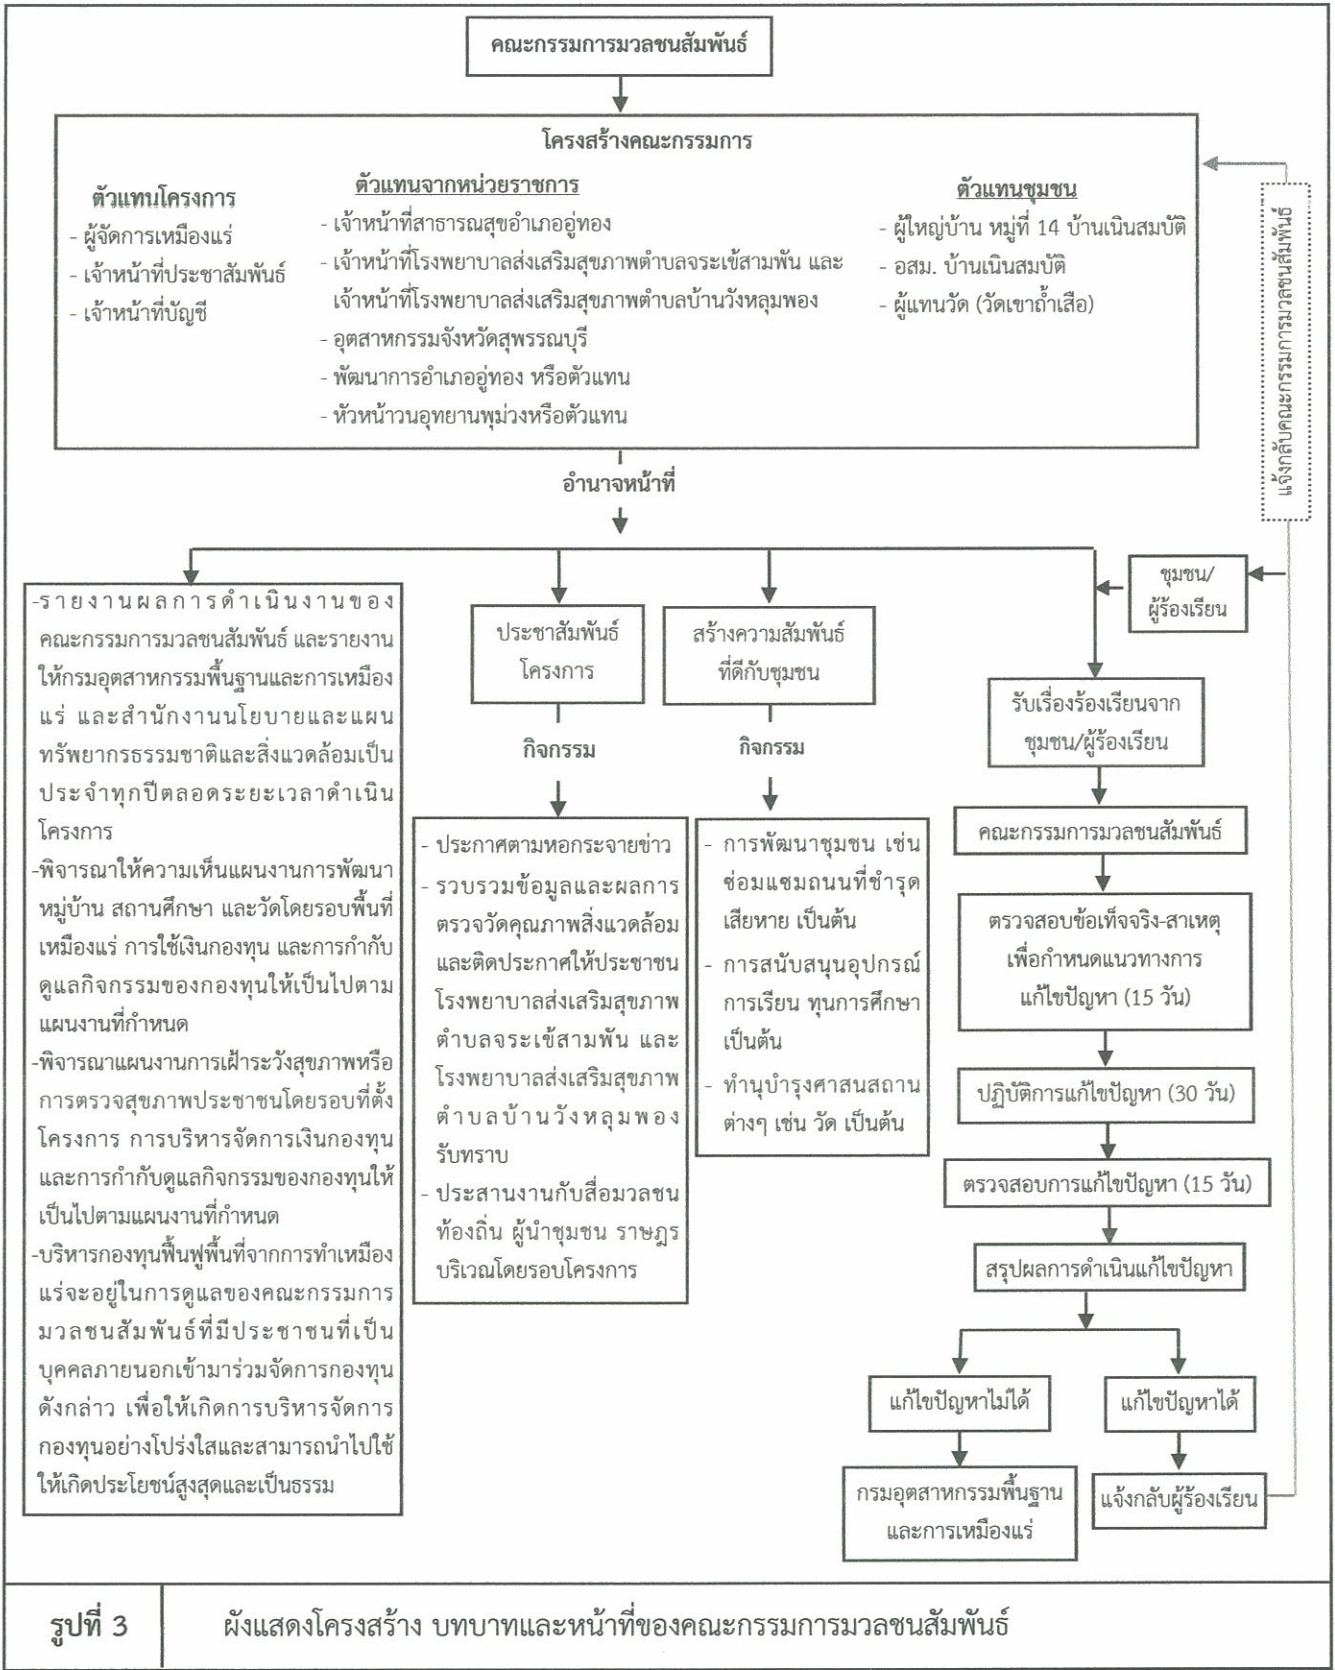 คณะกรรมการมวลชนสัมพันธ์
โครงสร้างคณะกรรมการ
ตัวแทนโครงการ
- ผู้จัดการเหมืองแร่
- เจ้าหน้าที่ประชาสัมพันธ์
- เจ้าหน้าที่บัญชี
ตัวแทนจากหน่วยราชการ
- เจ้าหน้าที่สาธารณสุขอำเภออู่ทอง
- เจ้าหน้าที่โรงพยาบาลส่งเสริมสุขภาพตำบลจระเข้สามพัน และ
เจ้าหน้าที่โรงพยาบาลส่งเสริมสุขภาพตำบลบ้านวังหลุมพอง
- อุตสาหกรรมจังหวัดสุพรรณบุรี
- พัฒนาการอำเภออู่ทอง หรือตัวแทน
- หัวหน้าวนอุทยานพุม่วงหรือตัวแทน
ตัวแทนชุมชน
- ผู้ใหญ่บ้าน หมู่ที่ 14 บ้านเนินสมบัติ
- อสม. บ้านเนินสมบัติ
- ผู้แทนวัด (วัดเขาถ้ำเสือ)
แจ้งกลับคณะกรรมการมวลชนสัมพันธ์
อำนาจหน้าที่
-รายงานผลการดำเนินงานของ
คณะกรรมการมวลชนสัมพันธ์ และรายงาน
ให้กรมอุตสาหกรรมพื้นฐานและการเหมือง
แร่ และสำนักงานนโยบายและแผน
ทรัพยากรธรรมชาติและสิ่งแวดล้อมเป็น
ประจำทุกปีตลอดระยะเวลาดำเนิน
โครงการ
-พิจารณาให้ความเห็นแผนงานการพัฒนา
หมู่บ้าน สถานศึกษา และวัดโดยรอบพื้นที่
เหมืองแร่ การใช้เงินกองทุน และการกำกับ
ดูแลกิจกรรมของกองทุนให้เป็นไปตาม
แผนงานที่กำหนด
-พิจารณาแผนงานการเฝ้าระวังสุขภาพหรือ
การตรวจสุขภาพประชาชนโดยรอบที่ตั้ง
โครงการ การบริหารจัดการเงินกองทุน
และการกำกับดูแลกิจกรรมของกองทุนให้
เป็นไปตามแผนงานที่กำหนด
-บริหารกองทุนฟื้นฟูพื้นที่จากการทำเหมือง
แร่จะอยู่ในการดูแลของคณะกรรมการ
มวลชนสัมพันธ์ที่มีประชาชนที่เป็น
บุคคลภายนอกเข้ามาร่วมจัดการกองทุน
ดังกล่าว เพื่อให้เกิดการบริหารจัดการ
กองทุนอย่างโปร่งใสและสามารถนำไปใช้
ให้เกิดประโยชน์สูงสุดและเป็นธรรม
ประชาสัมพันธ์
โครงการ
กิจกรรม
- ประกาศตามหอกระจายข่าว
- รวบรวมข้อมูลและผลการ
ตรวจวัดคุณภาพสิ่งแวดล้อม
และติดประกาศให้ประชาชน
โรงพยาบาลส่งเสริมสุขภาพ
ตำบลจระเข้สามพัน และ
โรงพยาบาลส่งเสริมสุขภาพ
ตำบลบ้านวังหลุมพอง
รับทราบ
- ประสานงานกับสื่อมวลชน
ท้องถิ่น ผู้นำชุมชน ราษฎร
บริเวณโดยรอบโครงการ
สร้างความสัมพันธ์
ที่ดีกับชุมชน
กิจกรรม
- การพัฒนาชุมชน เช่น
ซ่อมแซมถนนที่ชำรุด
เสียหาย เป็นต้น
- การสนับสนุนอุปกรณ์
การเรียน ทุนการศึกษา
เป็นต้น
- ทำนุบำรุงศาสนสถาน
ต่างๆ เช่น วัด เป็นต้น
ชุมชน/
ผู้ร้องเรียน
รับเรื่องร้องเรียนจาก
ชุมชน/ผู้ร้องเรียน
คณะกรรมการมวลชนสัมพันธ์
ตรวจสอบข้อเท็จจริง-สาเหตุ
เพื่อกำหนดแนวทางการ
แก้ไขปัญหา (15 วัน)
ปฏิบัติการแก้ไขปัญหา (30 วัน)
ตรวจสอบการแก้ไขปัญหา (15 วัน)
สรุปผลการดำเนินแก้ไขปัญหา
แก้ไขปัญหาไม่ได้
แก้ไขปัญหาได้
กรมอุตสาหกรรมพื้นฐาน
และการเหมืองแร่
แจ้งกลับผู้ร้องเรียน
รูปที่ 3
ผังแสดงโครงสร้าง บทบาทและหน้าที่ของคณะกรรมการมวลชนสัมพันธ์